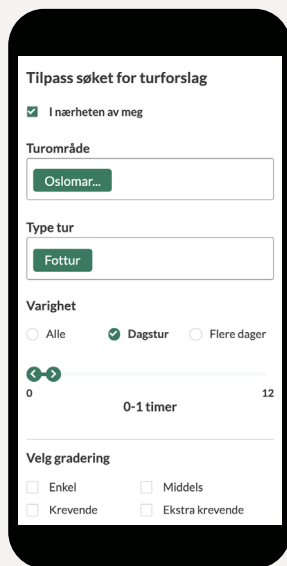 Tilpass søket for turforslag
I nærheten av meg
Turområde
Oslomar...
Type tur
Fottur
Varighet
Alle Dagstur Flere dager
0 12
0-1 timer
Velg gradering
Enkel Middels
Krevende Ekstra krevende